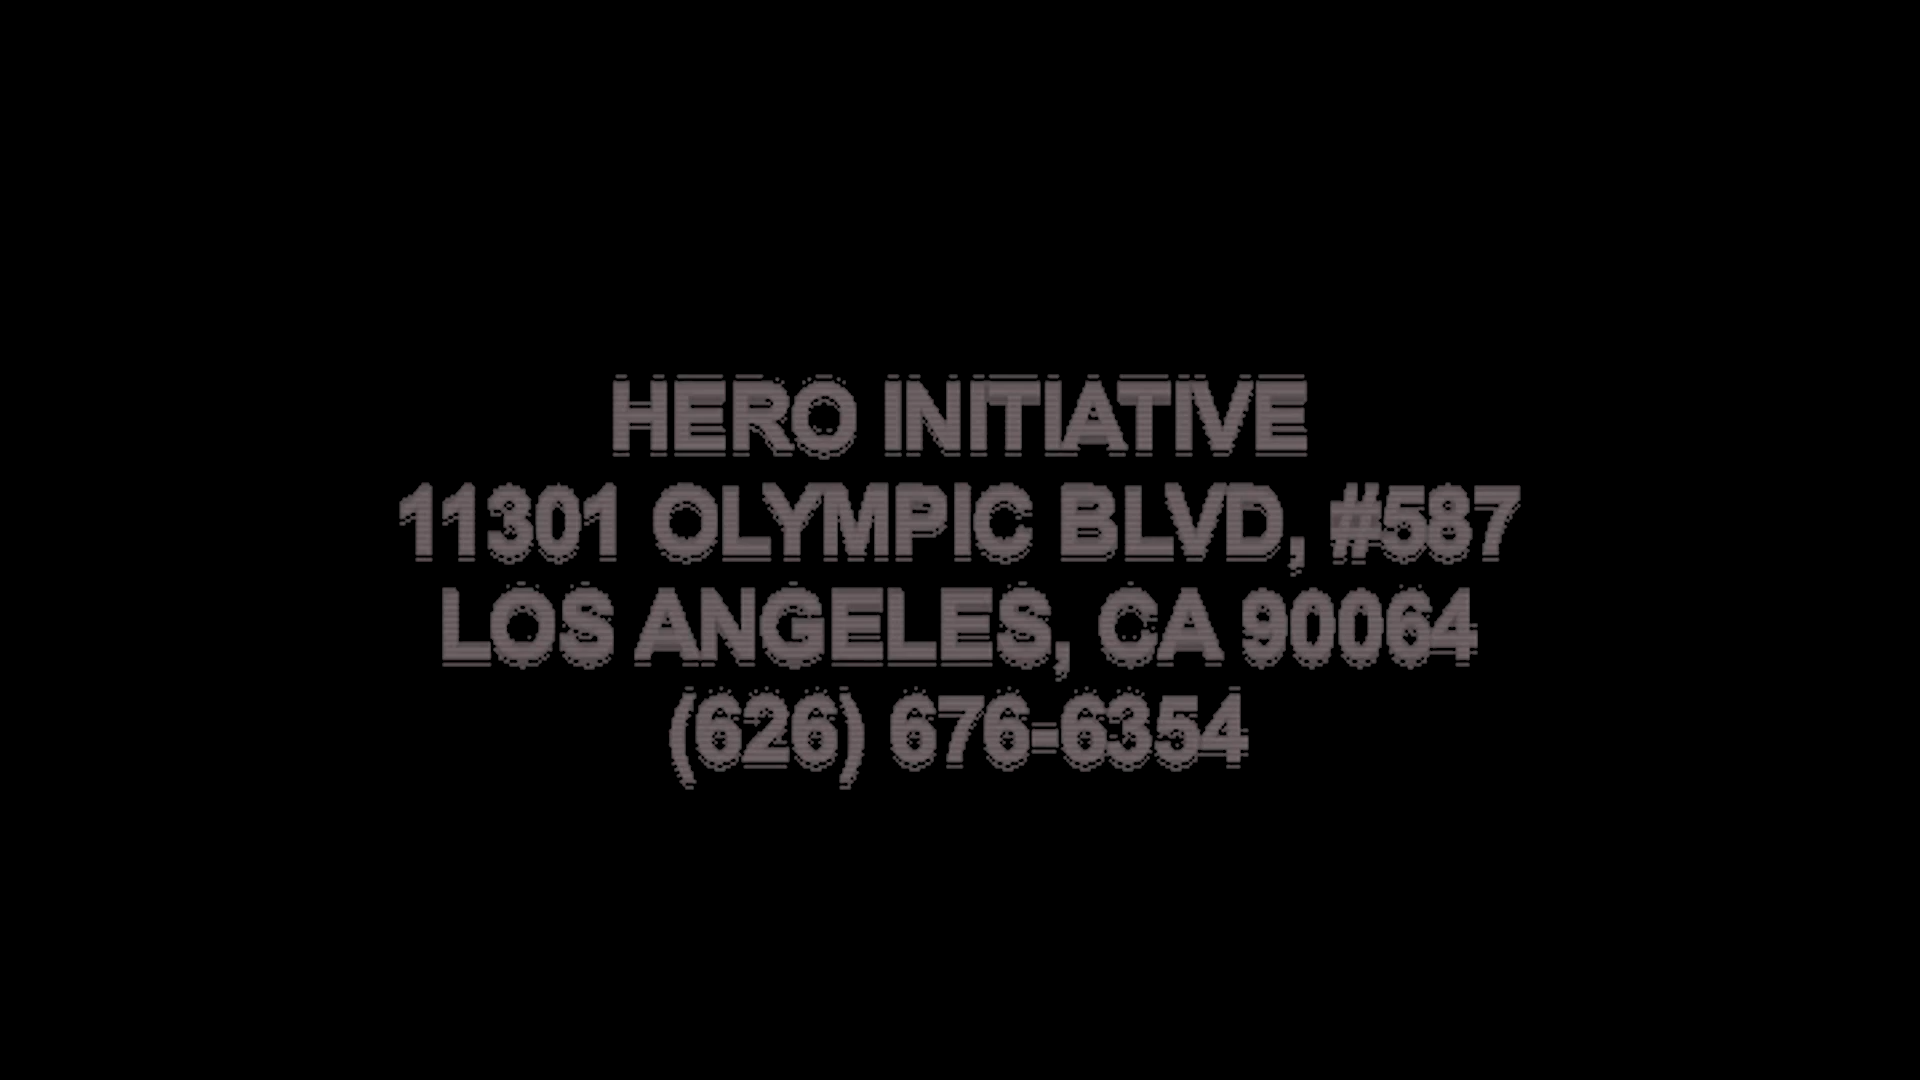 HERO INITIATIVE
11301 OLYMPIC BLVD, #587
LOS ANGELES, CA 90064
(626) 676-6354